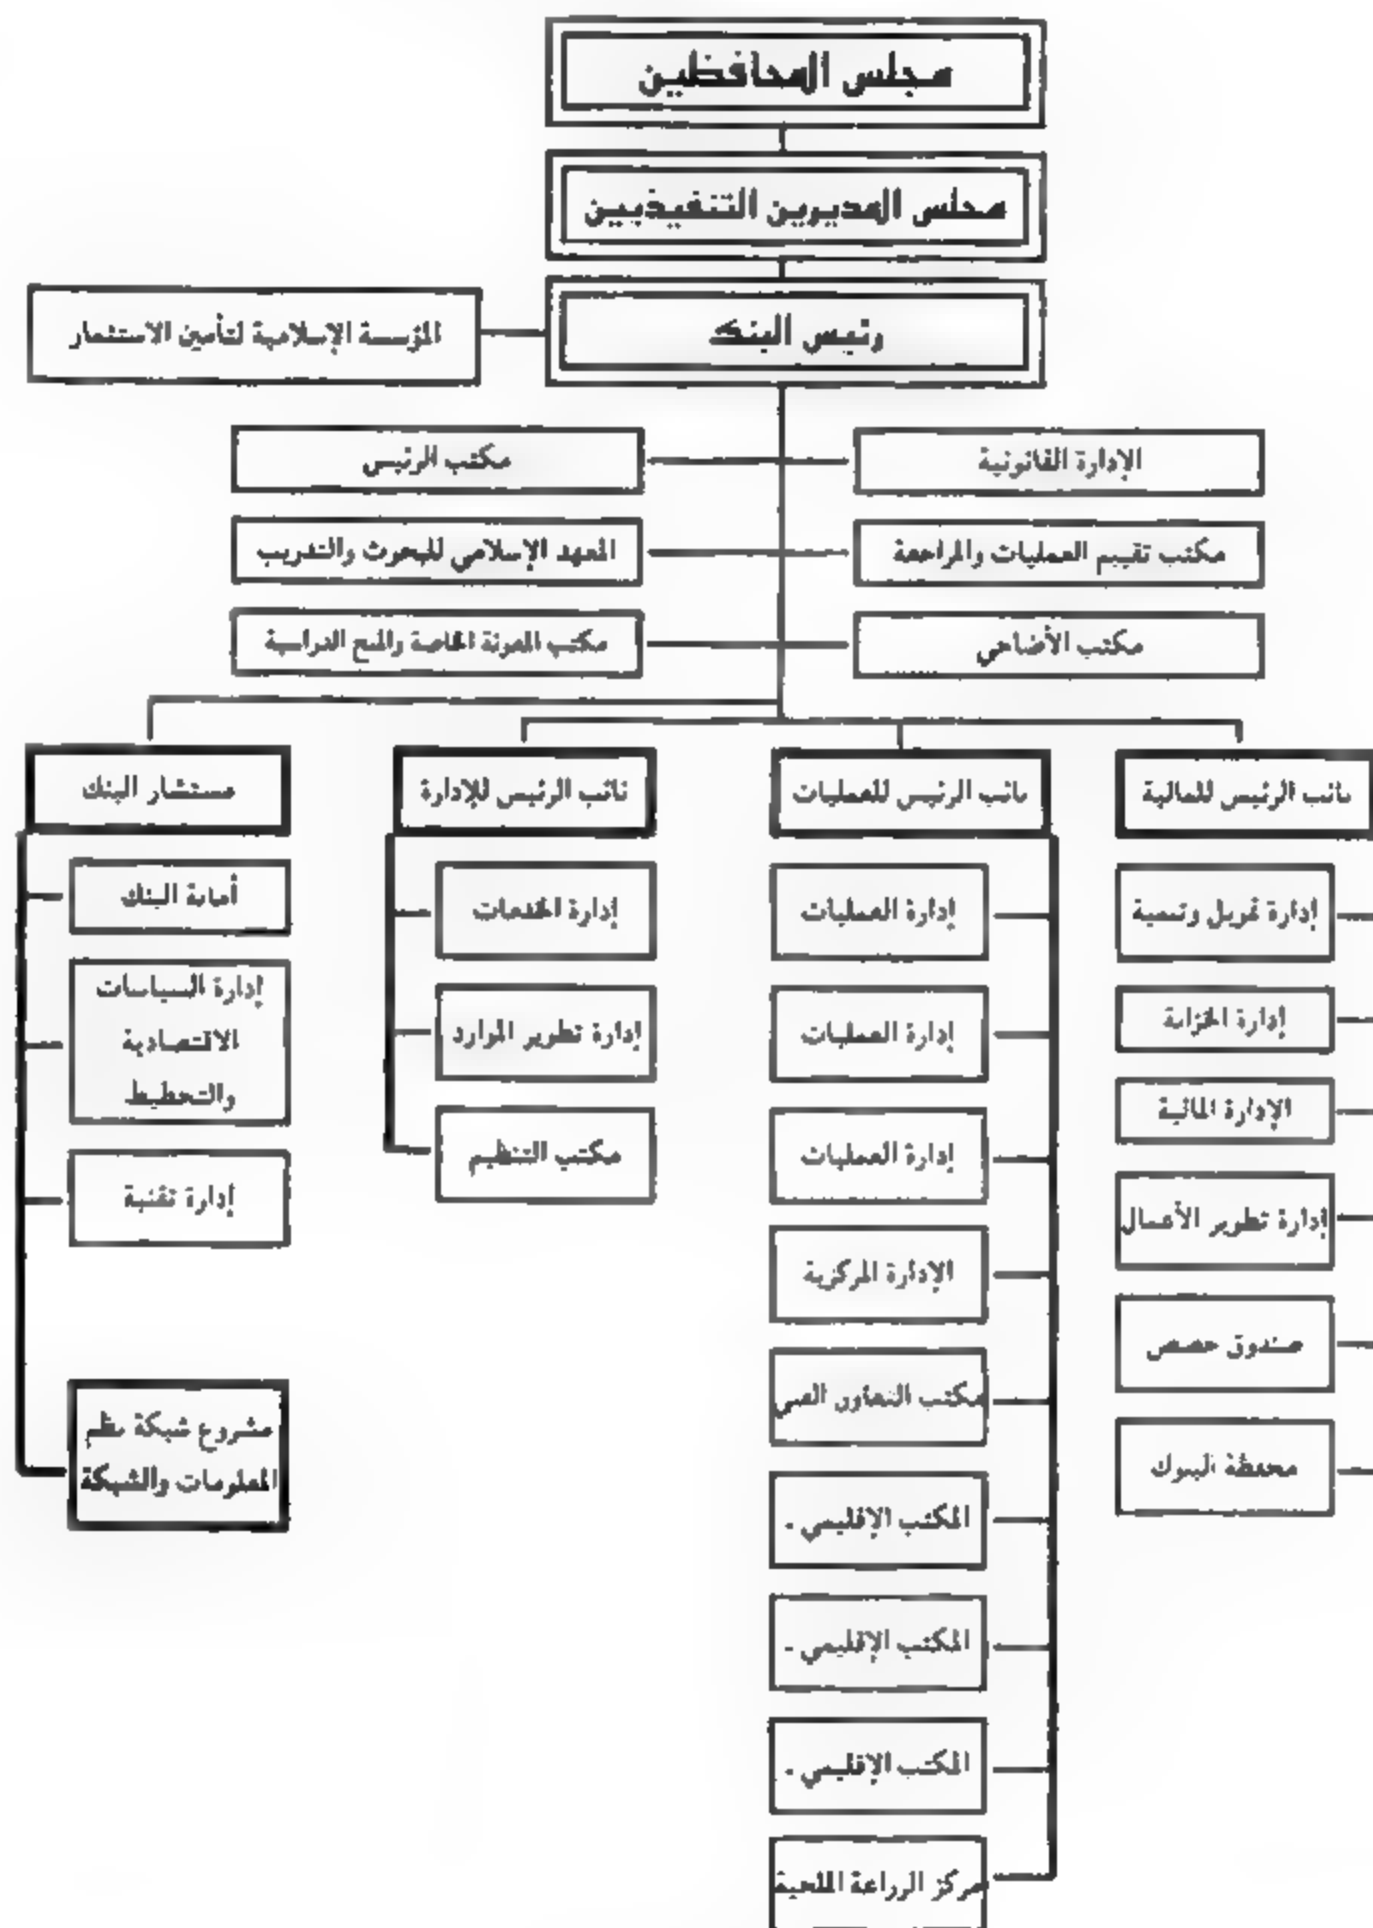 مجلس المحافظين
مجلس المديرين التنفيذيين
رئيس البنك
المؤسسة الإسلامية لتأمين الاستثمار
الإدارة القانونية
مكتب الرئيس
مكتب تقييم العمليات والمراجعة
المعهد الإسلامي للبحوث والتدريب
مكتب الأضاحي
مكتب المعونة الخاصة والمنح الدراسية
نائب الرئيس للمالية
إدارة تمويل وتنمية
إدارة الخزانة
الإدارة المالية
إدارة تطوير الأعمال
صندوق حصص
محفظة البنوك
نائب الرئيس للعمليات
إدارة العمليات
إدارة العمليات
إدارة العمليات
الإدارة المركزية
مكتب التعاون الفني
المكتب الإقليمي -
المكتب الإقليمي -
المكتب الإقليمي -
مركز الزراعة الملحية
نائب الرئيس للإدارة
إدارة الخدمات
إدارة تطوير الموارد
مكتب التنظيم
مستشار البنك
أمانة البنك
إدارة السياسات
الاقتصادية
والتخطيط
إدارة تقنية
مشروع شبكة نظم
المعلومات والشبكة